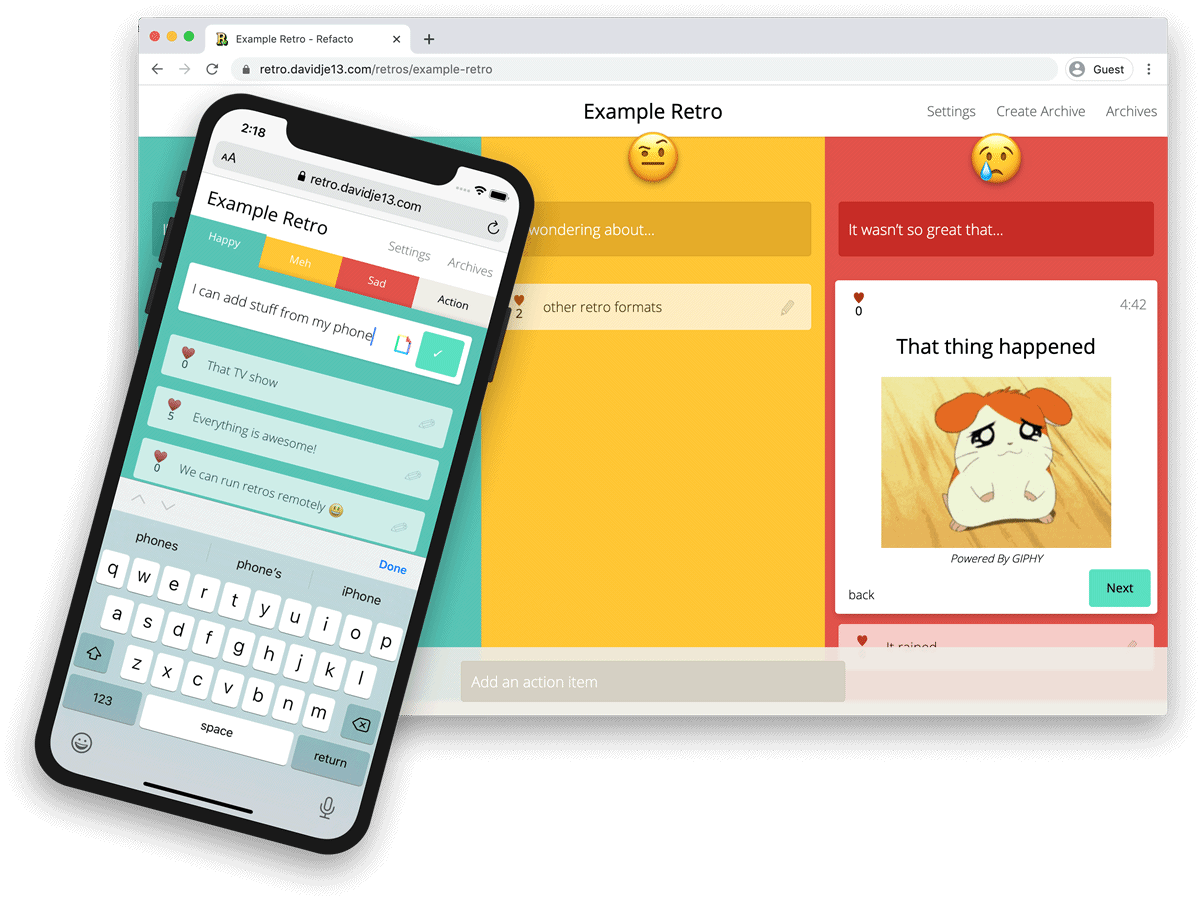 Example Retro - Refacto
retro.davidje13.com/retros/example-retro
Guest
Example Retro
Settings
Create Archive
Archives
wondering about...
other retro formats
2
It wasn't so great that...
0
4:42
That thing happened
Powered By GIPHY
back
Next
It rained
Add an action item
2:18
AA
retro.davidje13.com
Example Retro
Settings
Archives
Happy
Meh
Sad
Action
I can add stuff from my phone
0
That TV show
5
Everything is awesome!
0
We can run retros remotely 😃
Done
phones
phone's
iPhone
q w e r t y u i o p
a s d f g h j k l
z x c v b n m
123
space
return